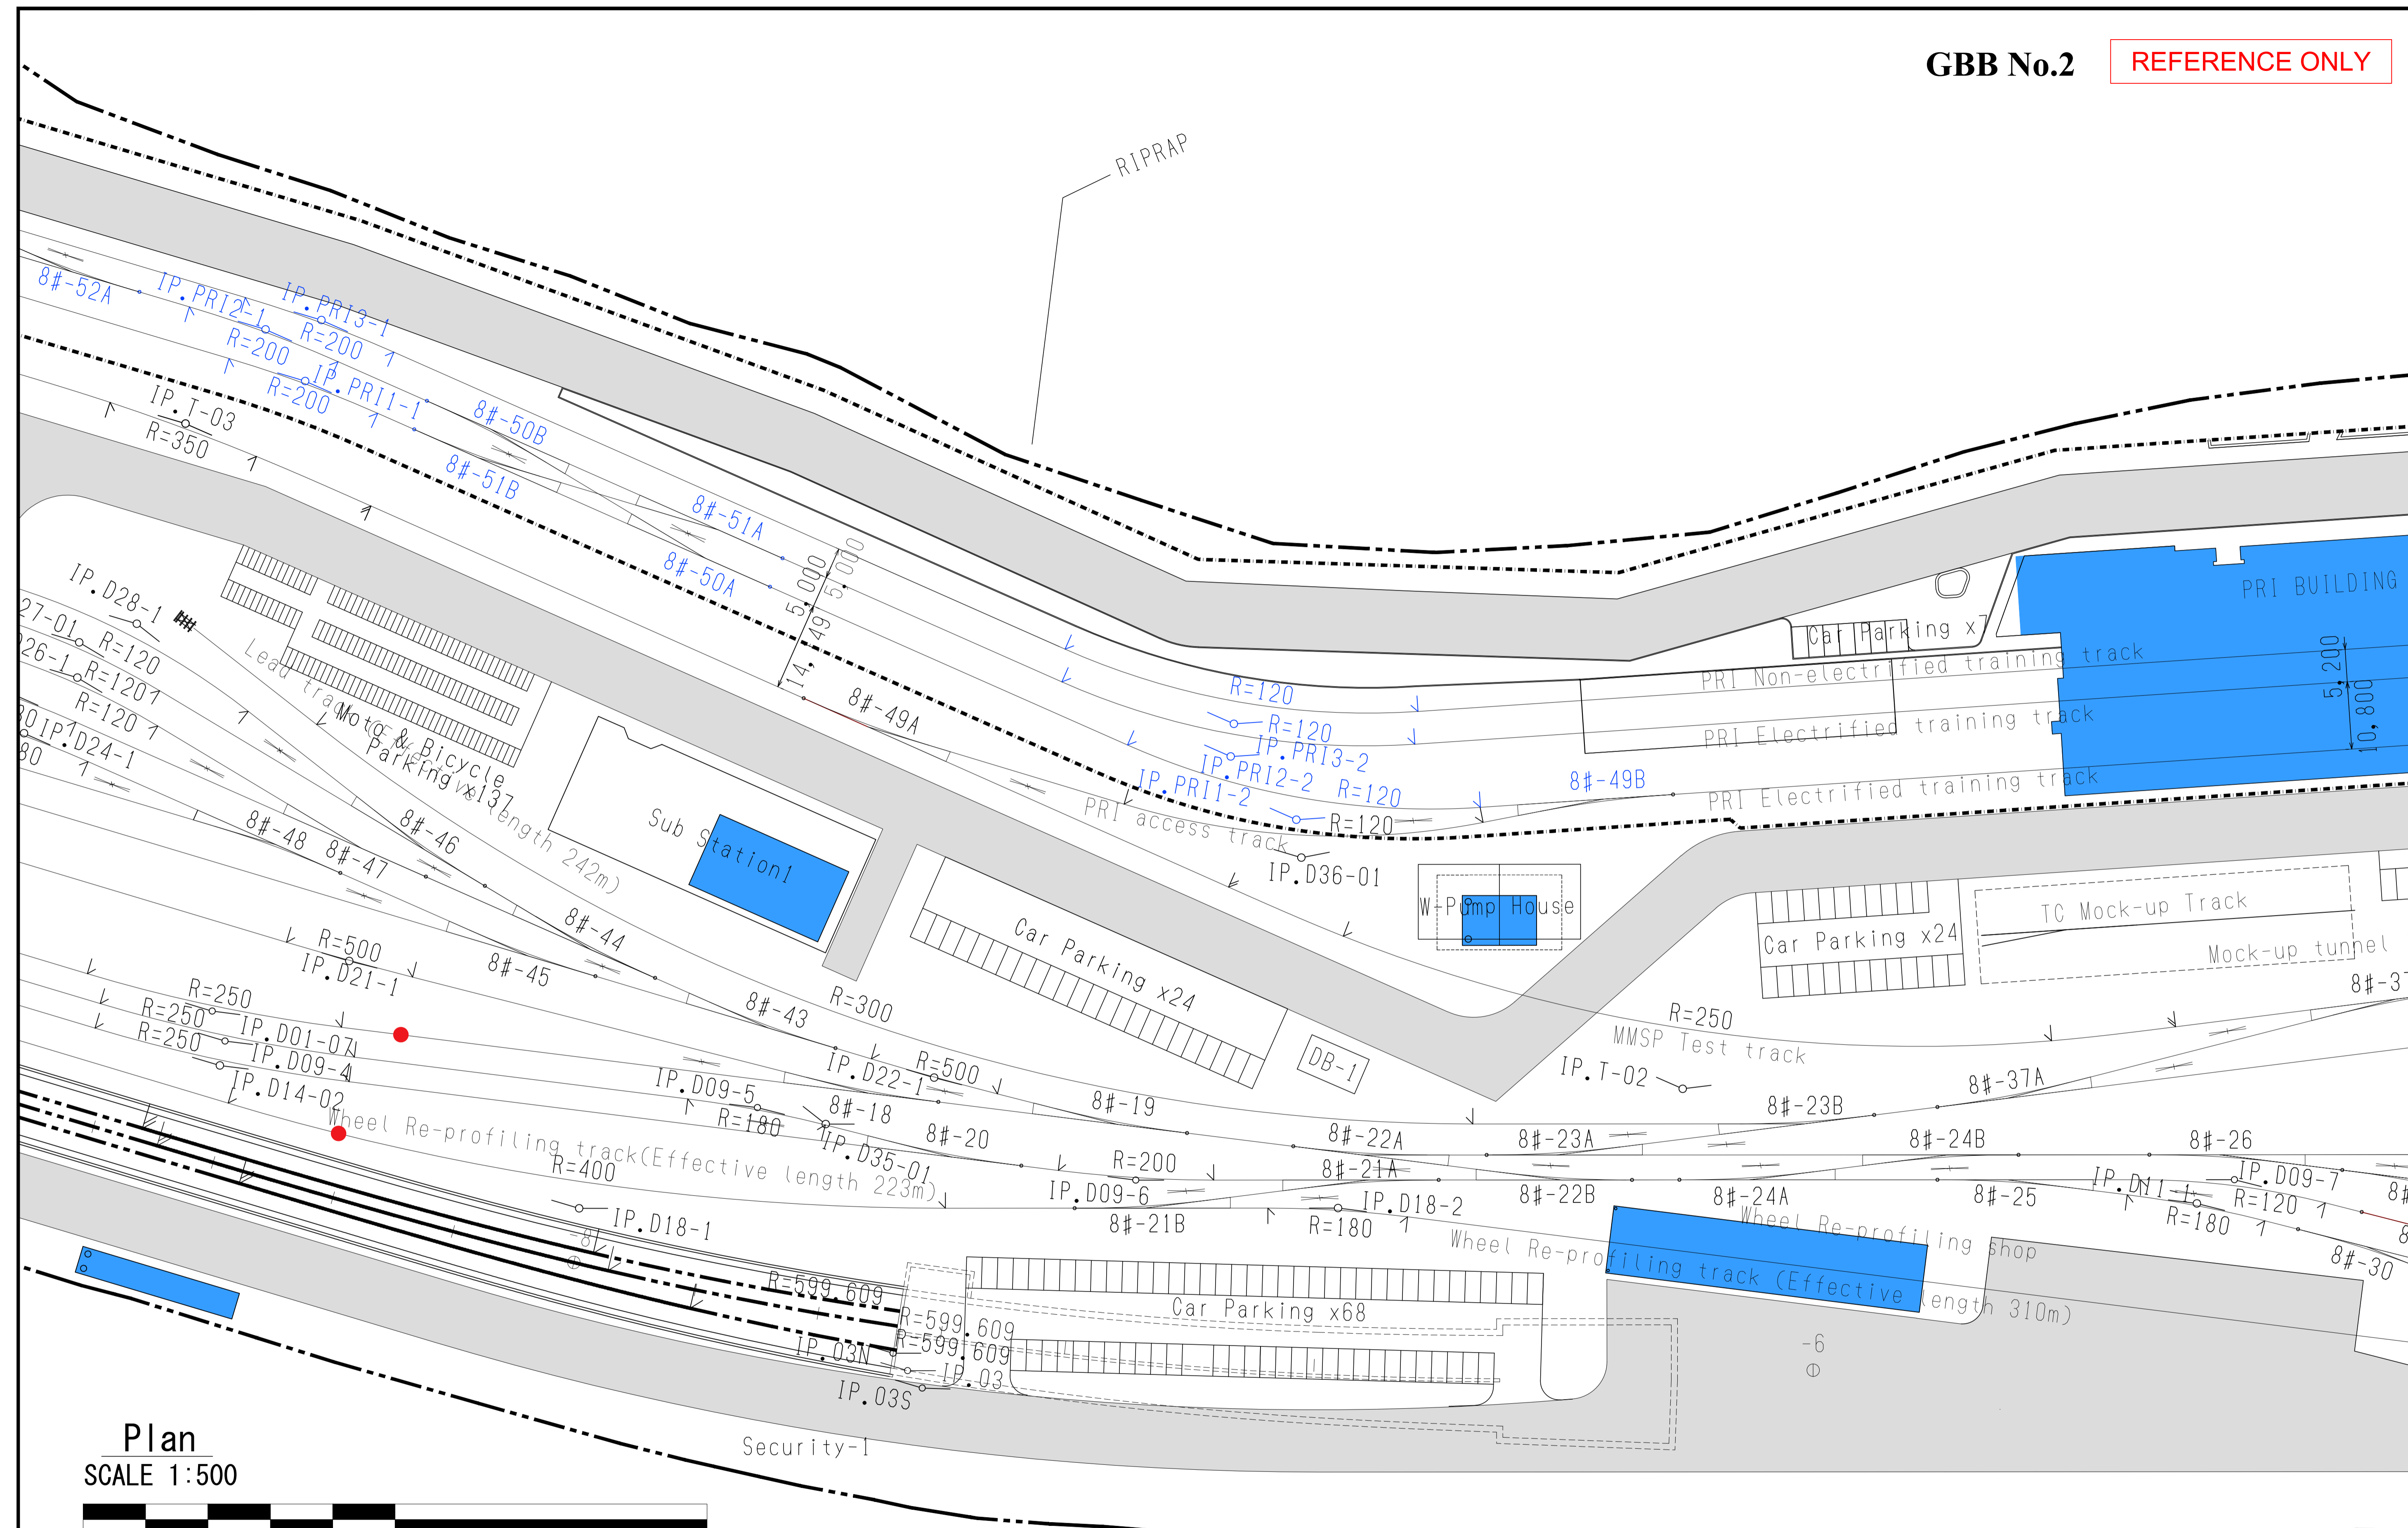 GBB No.2
REFERENCE ONLY
RIPRAP
8#-52A
IP.PRI2-1
R=200
IP.PRI3-1
R=200
IP.PRI1-1
R=200
IP.T-03
R=350
8#-50B
8#-51B
8#-51A
8#-50A
5,000
5,000
14,149
PRI BUILDING
Car Parking x7
PRI Non-electrified training track
PRI Electrified training track
PRI Electrified training track
5,200
10,800
IP.D28-1
27-01
R=120
26-1
R=120
R=120
IP.D24-1
80
Lead track (Effective length 242m)
Moto & Bicycle
Parking x137
8#-49A
R=120
R=120
IP.PRI3-2
IP.PRI2-2
R=120
IP.PRI1-2
R=120
8#-49B
PRI access track
IP.D36-01
Sub Station1
W-Pump House
8#-48
8#-47
8#-46
8#-44
8#-45
8#-43
Car Parking x24
Car Parking x24
TC Mock-up Track
Mock-up tunnel
8#-37
R=500
IP.D21-1
R=250
IP.D01-07
R=250
IP.D09-4
R=250
IP.D14-02
R=300
R=500
IP.D22-1
DB-1
R=250
MMSP Test track
IP.T-02
8#-37A
IP.D09-5
R=180
8#-18
IP.D35-01
8#-20
8#-19
8#-22A
8#-23A
8#-23B
8#-24B
8#-26
Wheel Re-profiling track(Effective length 223m)
R=400
R=200
IP.D09-6
8#-21A
8#-21B
8#-22B
8#-24A
8#-25
IP.D18-2
R=180
IP.D11-1
R=180
IP.D09-7
R=120
8#-30
IP.D18-1
-8
Wheel Re-profiling shop
Wheel Re-profiling track (Effective length 310m)
Car Parking x68
R=599.609
R=599.609
R=599.609
IP.03N
IP.03
IP.03S
-6
Security-1
Plan
SCALE 1:500